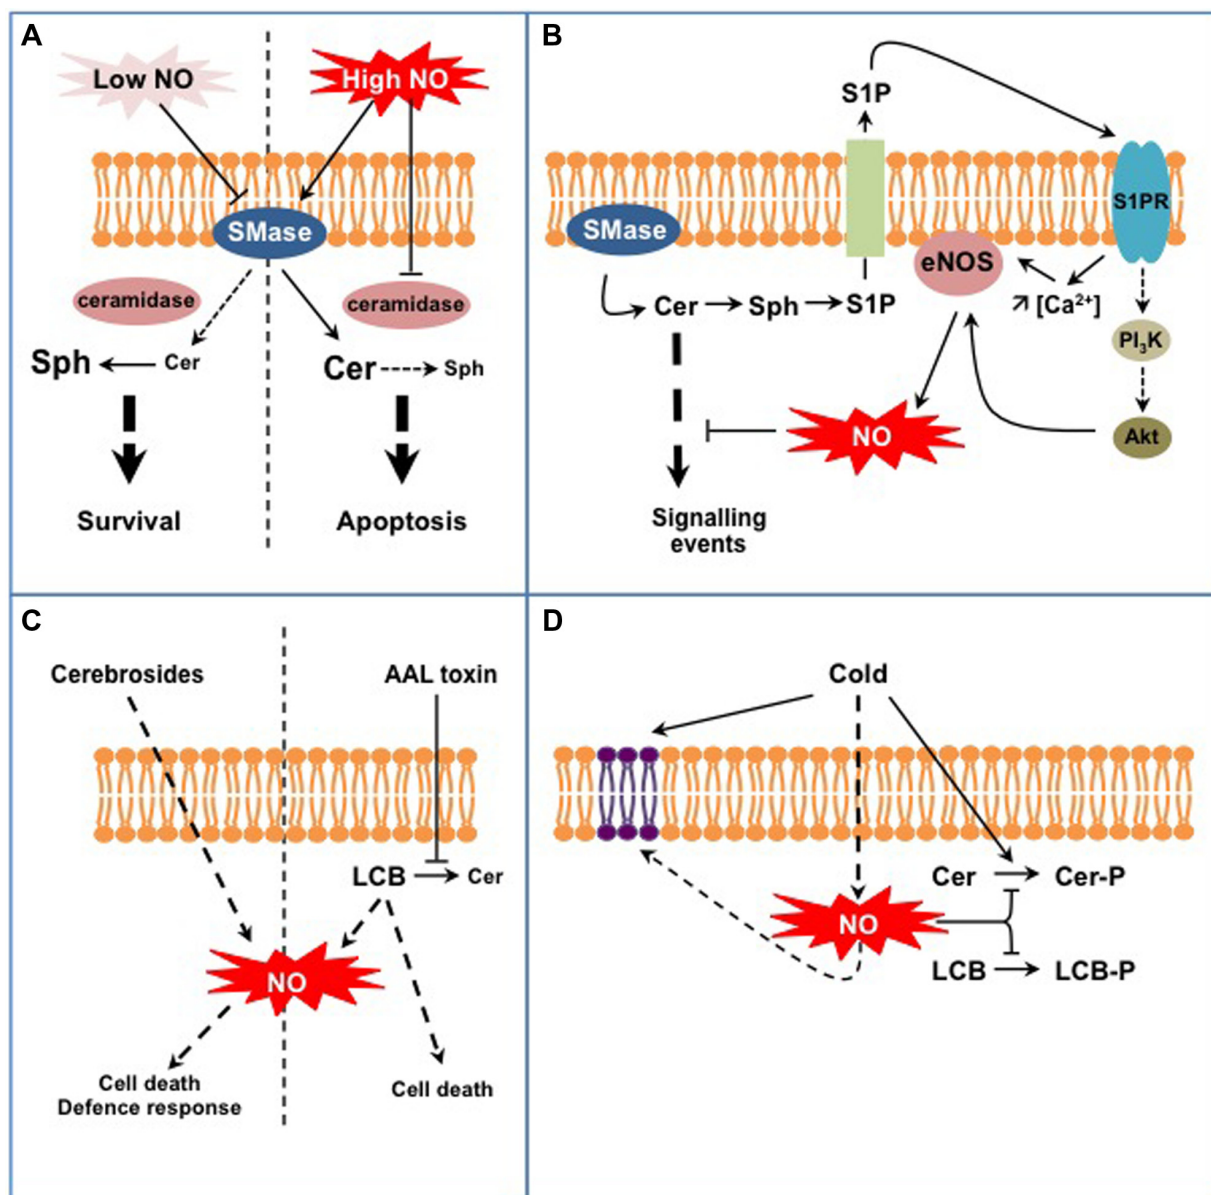 A
Low NO
High NO
SMase
ceramidase
ceramidase
Sph
Cer
Cer
Sph
Survival
Apoptosis
B
S1P
S1PR
SMase
eNOS
Cer
Sph
S1P
↗ [Ca²⁺]
PI₃K
NO
Akt
Signalling
events
C
Cerebrosides
AAL toxin
LCB
Cer
NO
Cell death
Defence response
Cell death
D
Cold
Cer
Cer-P
NO
LCB
LCB-P